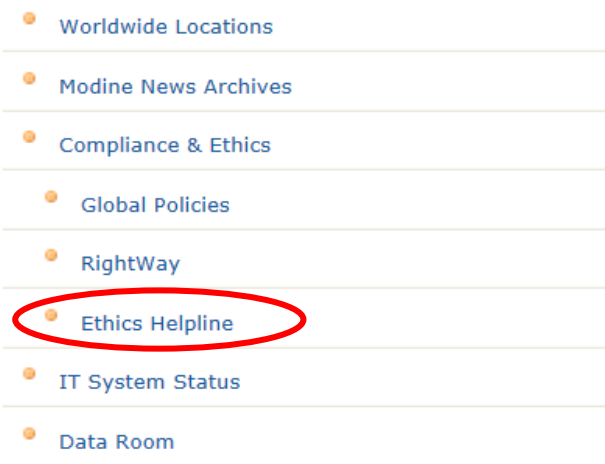 Worldwide Locations
Modine News Archives
Compliance & Ethics
Global Policies
RightWay
Ethics Helpline
IT System Status
Data Room